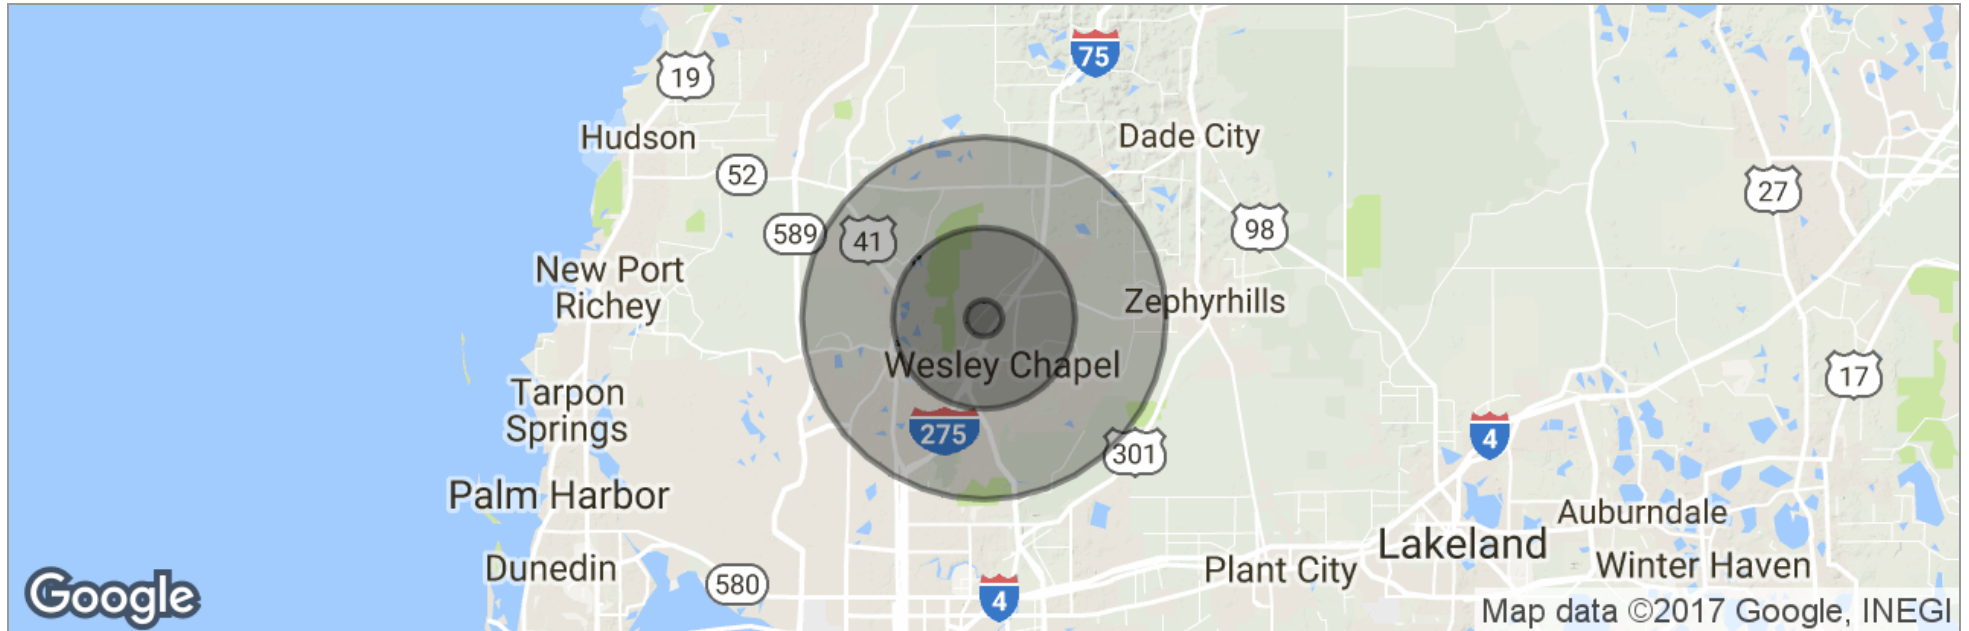 75
19
Hudson
Dade City
52
27
589
41
98
New Port
Richey
Zephyrhills
Wesley Chapel
17
Tarpon
Springs
275
4
301
Palm Harbor
Auburndale
Lakeland
Dunedin
580
4
Plant City
Winter Haven
Google
Map data ©2017 Google, INEGI